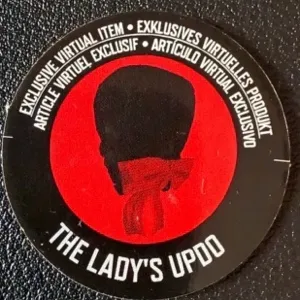 EXCLUSIVE VIRTUAL ITEM • EXKLUSIVES VIRTUELLES PRODUKT
ARTICLE VIRTUEL EXCLUSIF • ARTÍCULO VIRTUAL EXCLUSIVO
THE LADY'S UPDO